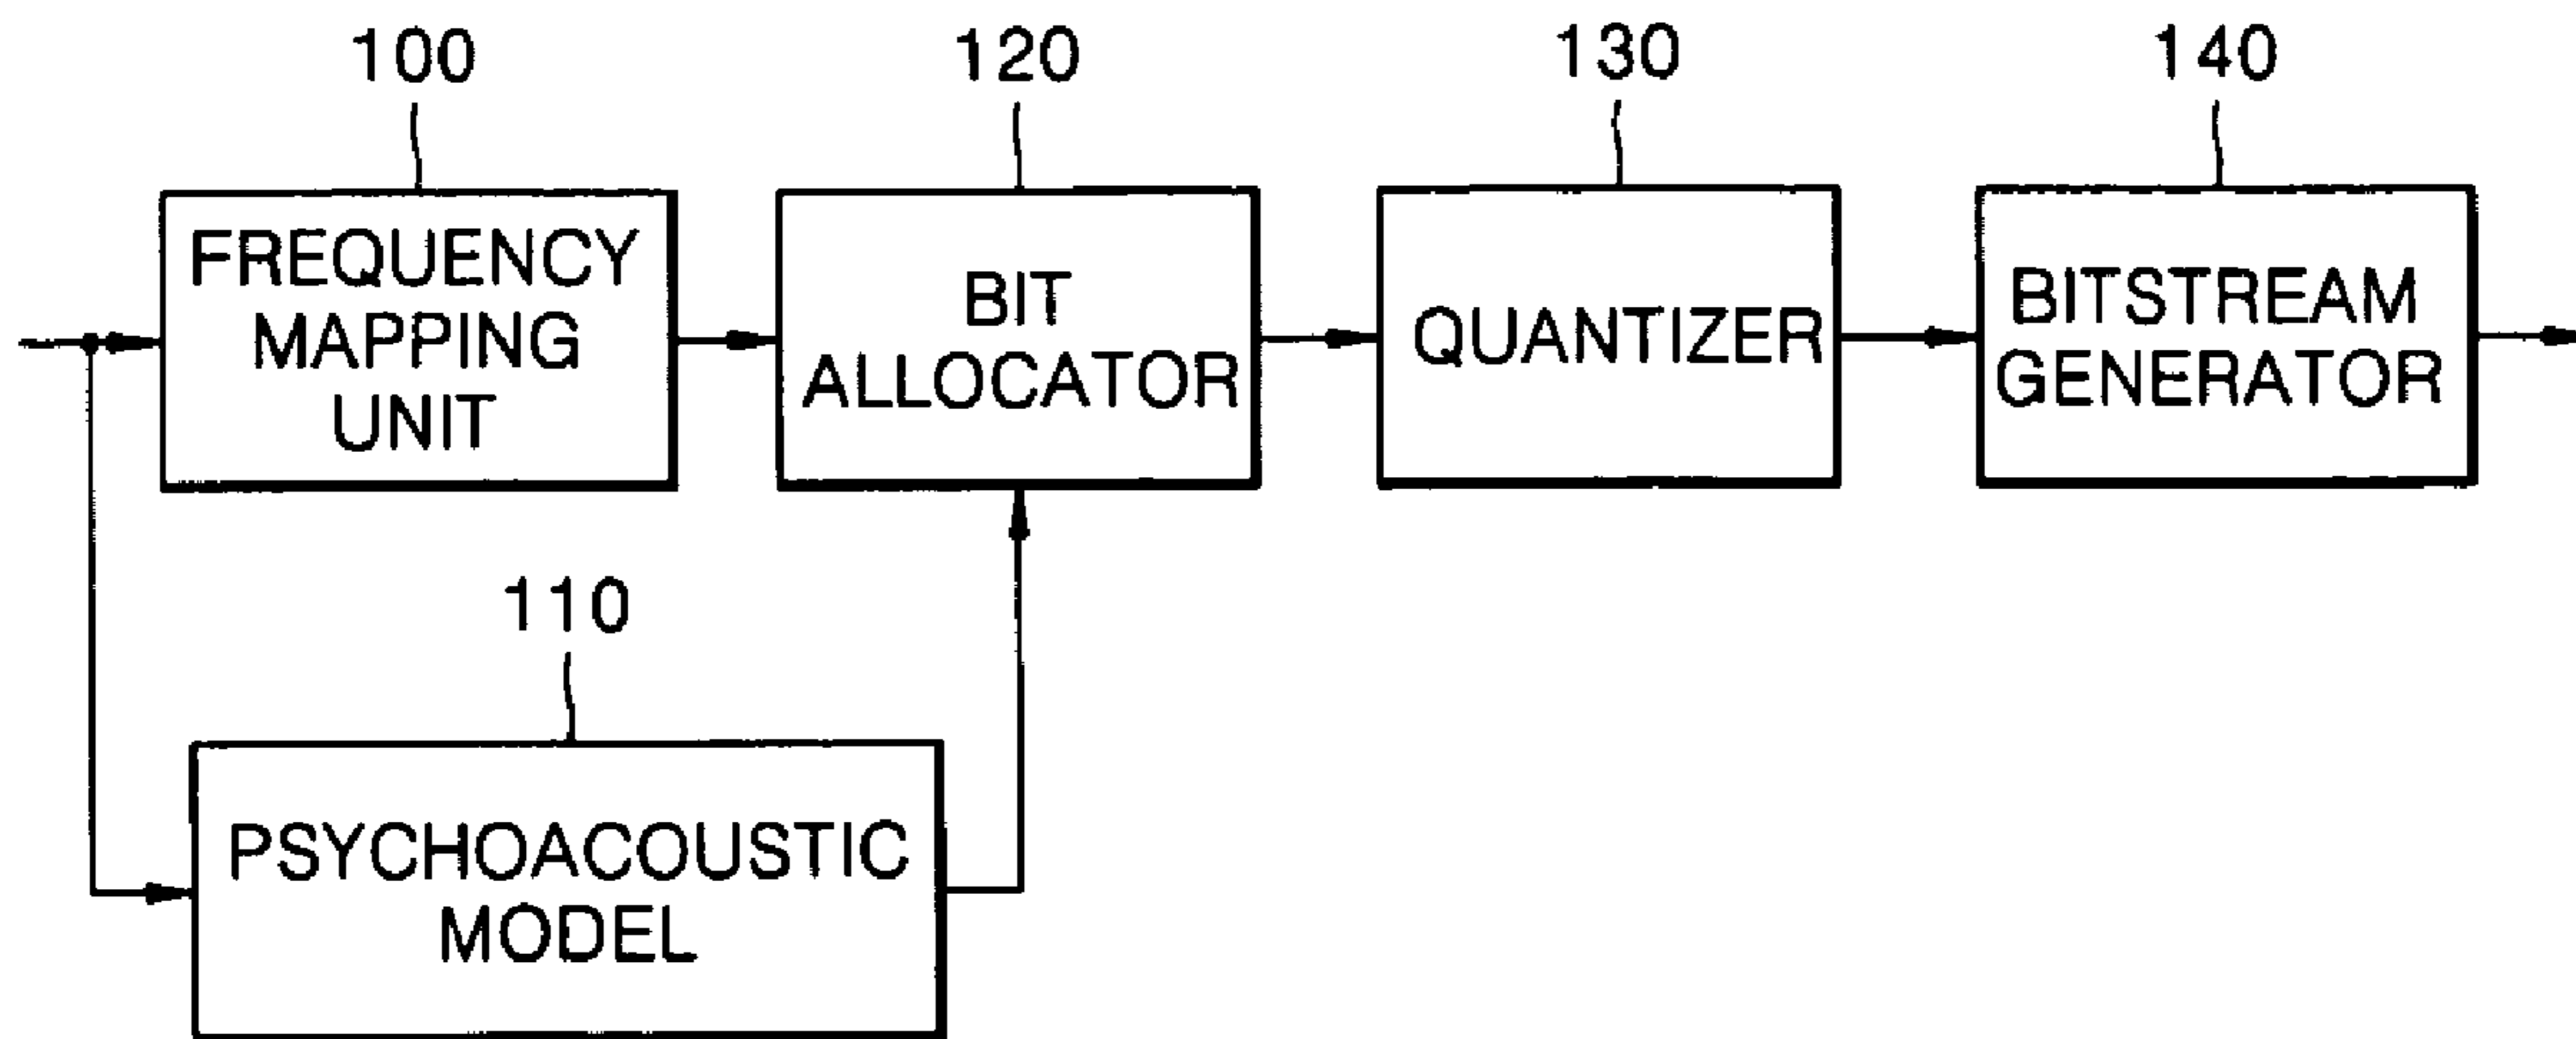 100
120
130
140
FREQUENCY
MAPPING
UNIT
BIT
ALLOCATOR
QUANTIZER
BITSTREAM
GENERATOR
110
PSYCHOACOUSTIC
MODEL